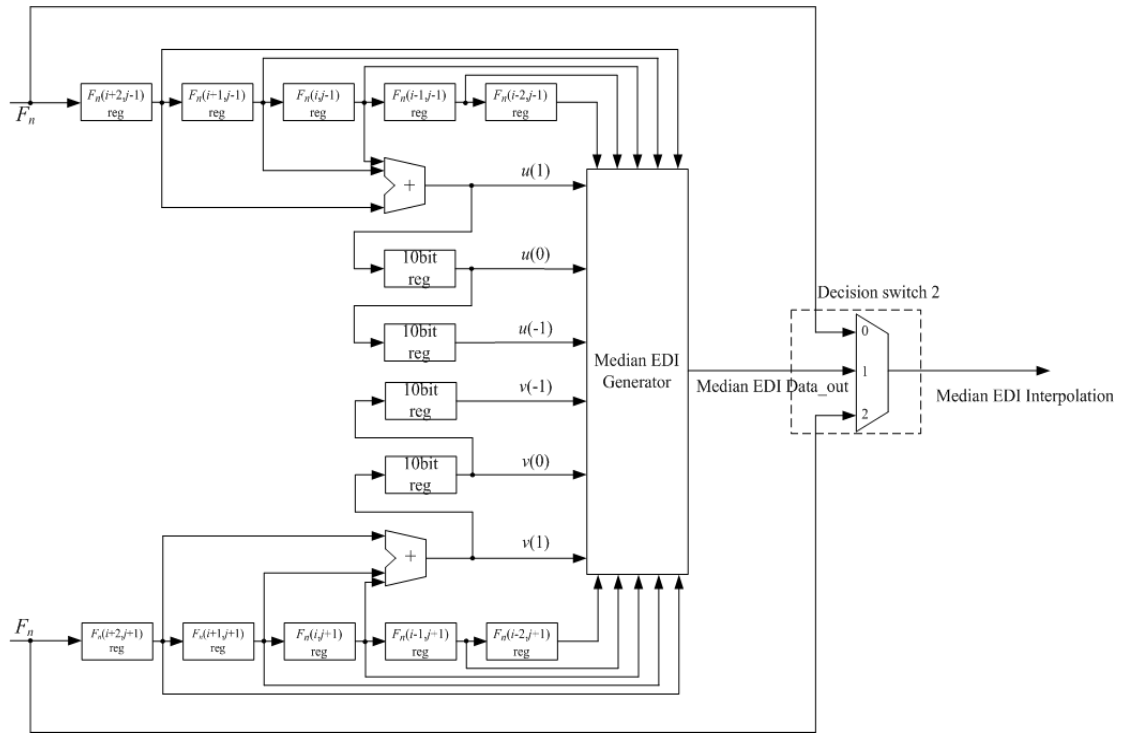 Fn
Fn(i+2,j-1)
reg
Fn(i+1,j-1)
reg
Fn(i,j-1)
reg
Fn(i-1,j-1)
reg
Fn(i-2,j-1)
reg
+
u(1)
10bit
reg
u(0)
10bit
reg
u(-1)
10bit
reg
v(-1)
10bit
reg
v(0)
+
v(1)
Median EDI
Generator
Median EDI Data_out
Decision switch 2
0
1
2
Median EDI Interpolation
Fn
Fn(i+2,j+1)
reg
Fn(i+1,j+1)
reg
Fn(i,j+1)
reg
Fn(i-1,j+1)
reg
Fn(i-2,j+1)
reg